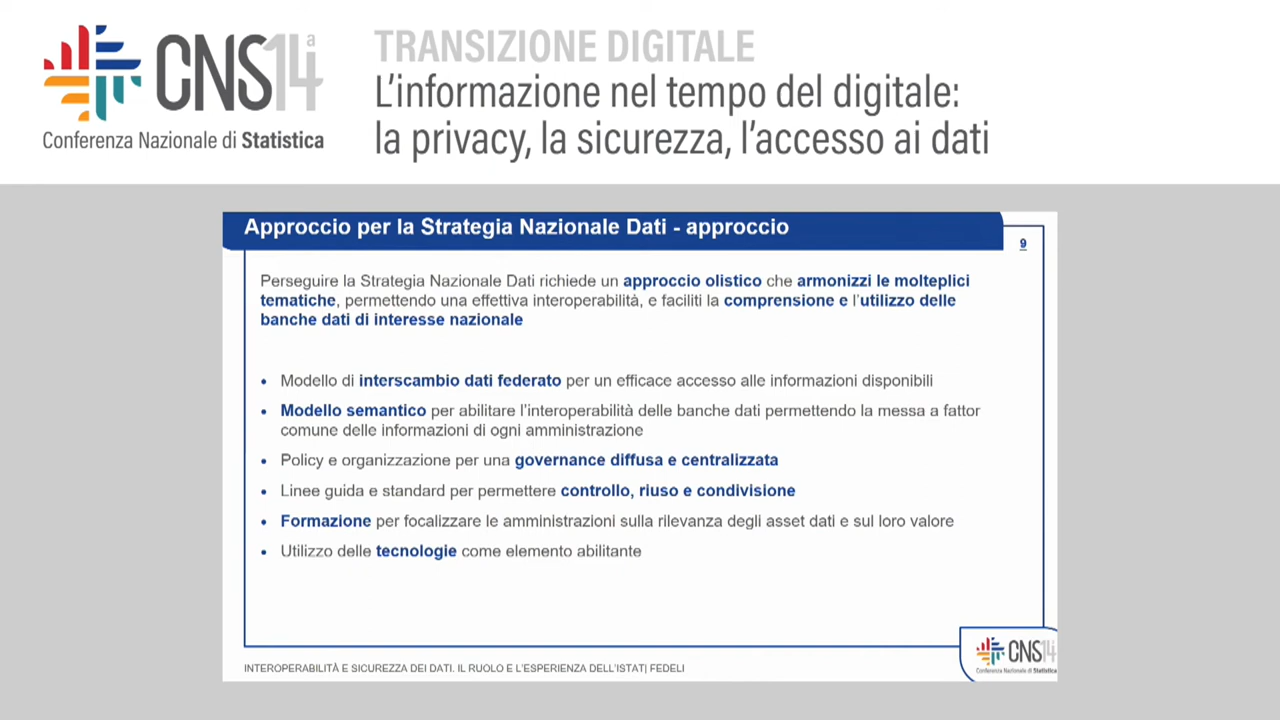 CNS14a
Conferenza Nazionale di Statistica
TRANSIZIONE DIGITALE
L'informazione nel tempo del digitale:
la privacy, la sicurezza, l'accesso ai dati
Approccio per la Strategia Nazionale Dati - approccio
9
Perseguire la Strategia Nazionale Dati richiede un approccio olistico che armonizzi le molteplici
tematiche, permettendo una effettiva interoperabilità, e faciliti la comprensione e l'utilizzo delle
banche dati di interesse nazionale
• Modello di interscambio dati federato per un efficace accesso alle informazioni disponibili
• Modello semantico per abilitare l'interoperabilità delle banche dati permettendo la messa a fattor
comune delle informazioni di ogni amministrazione
• Policy e organizzazione per una governance diffusa e centralizzata
• Linee guida e standard per permettere controllo, riuso e condivisione
• Formazione per focalizzare le amministrazioni sulla rilevanza degli asset dati e sul loro valore
• Utilizzo delle tecnologie come elemento abilitante
INTEROPERABILITÀ E SICUREZZA DEI DATI. IL RUOLO E L'ESPERIENZA DELL'ISTAT| FEDELI
CNS14
Conferenza Nazionale di Statistica